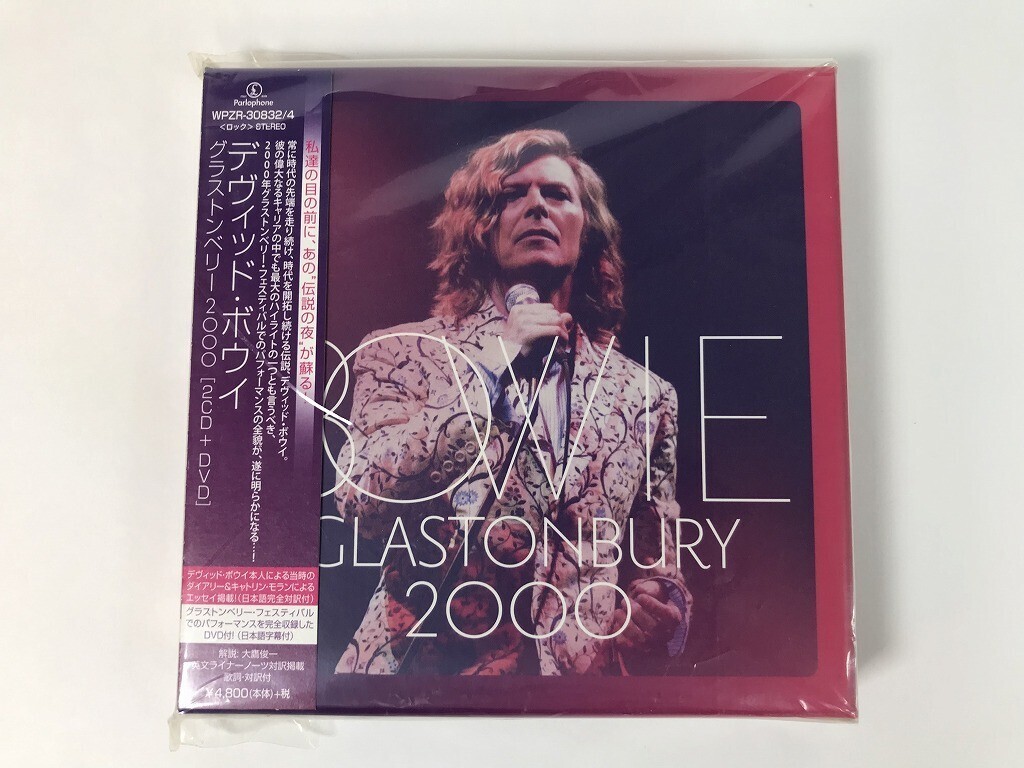 Parlophone
WPZR-30832/4
<ロック> STEREO
私達の目の前に、あの“伝説の夜”が蘇る
常に時代の先端を走り続け、時代を開拓し続ける伝説、デヴィッド・ボウイ。
彼の偉大なるキャリアの中でも最大のハイライトの一つとも言うべき、
2000年グラストンベリー・フェスティバルでのパフォーマンスの全貌が、遂に明らかになる…!
デヴィッド・ボウイ
グラストンベリー 2000 [2CD+DVD]
デヴィッド・ボウイ本人による当時の
ダイアリー&キャトリン・モランによる
エッセイ掲載!(日本語完全対訳付)
グラストンベリー・フェスティバル
でのパフォーマンスを完全収録した
DVD付!(日本語字幕付)
解説: 大鷹俊一
英文ライナーノーツ対訳掲載
歌詞・対訳付
¥4,800(本体)+税
BOWIE
GLASTONBURY
2000